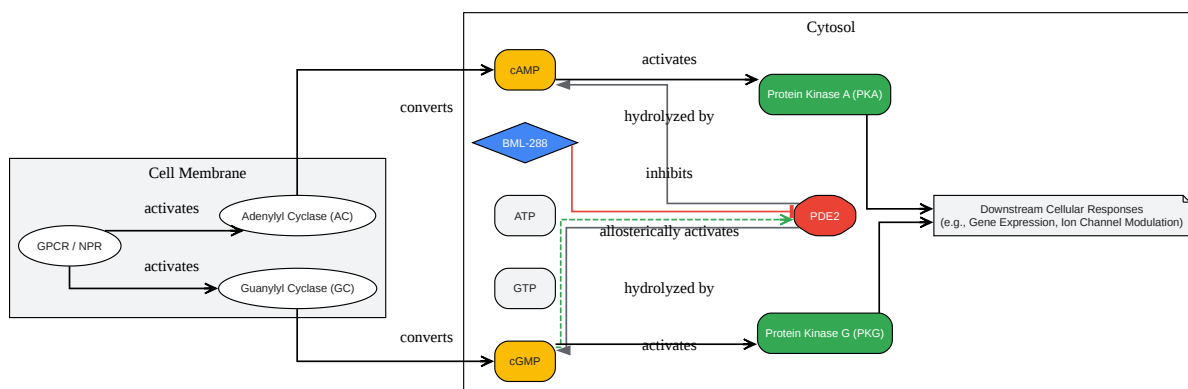 Cytosol
cAMP
activates
Protein Kinase A (PKA)
converts
hydrolyzed by
BML-288
Cell Membrane
inhibits
activates
Adenylyl Cyclase (AC)
ATP
PDE2
Downstream Cellular Responses
(e.g., Gene Expression, Ion Channel Modulation)
allosterically activates
GPCR / NPR
activates
Guanylyl Cyclase (GC)
GTP
hydrolyzed by
converts
Protein Kinase G (PKG)
activates
cGMP